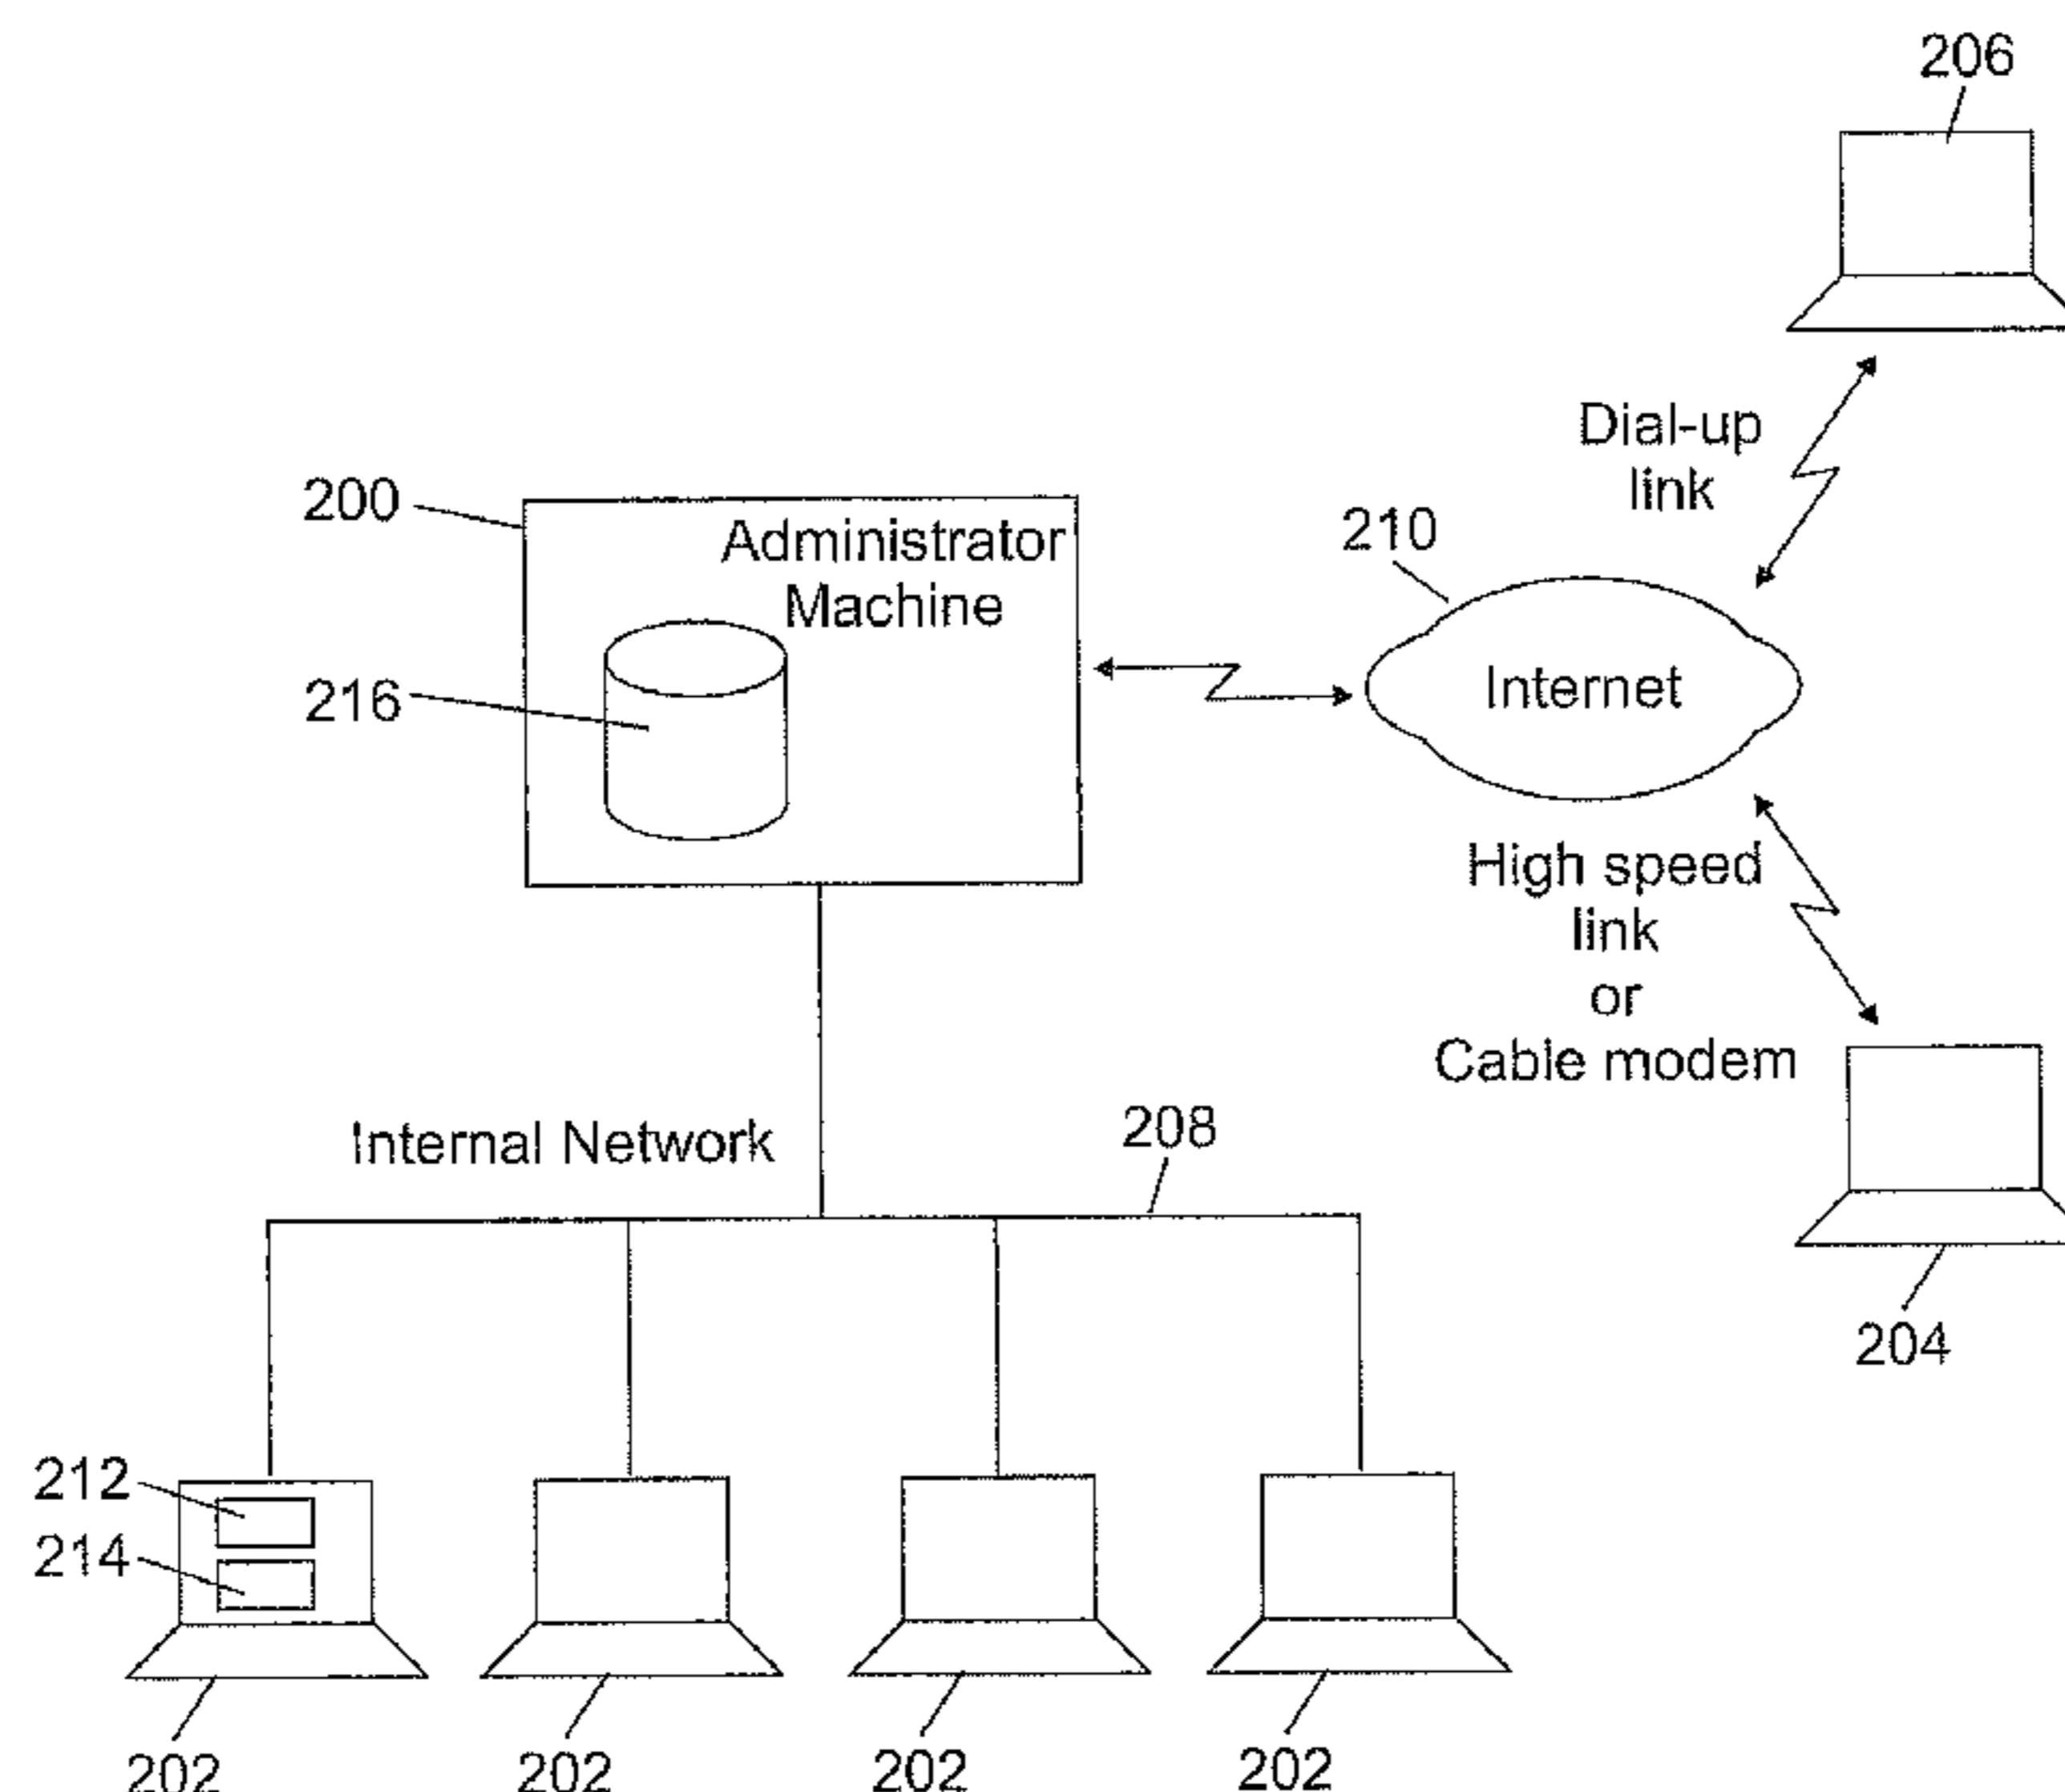 206
Dial-up
link
200
Administrator
Machine
210
216
Internet
High speed
link
or
Cable modem
Internal Network
208
204
212
214
202
202
202
202